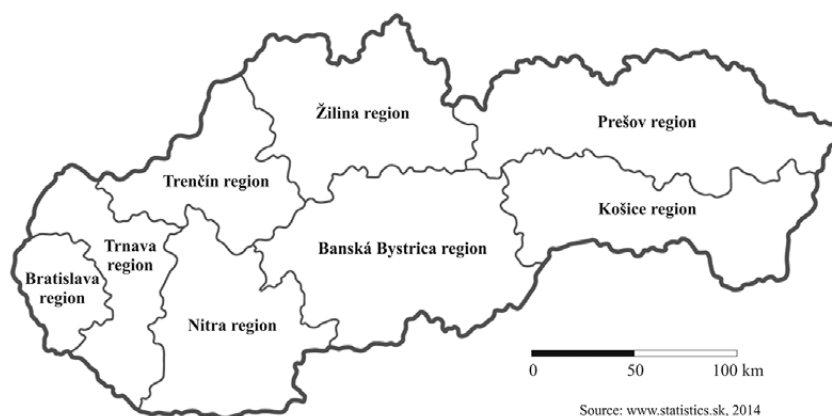 Žilina region
Prešov region
Trenčín region
Košice region
Trnava
region
Banská Bystrica region
Bratislava
region
Nitra region
0 50 100 km
Source: www.statistics.sk, 2014